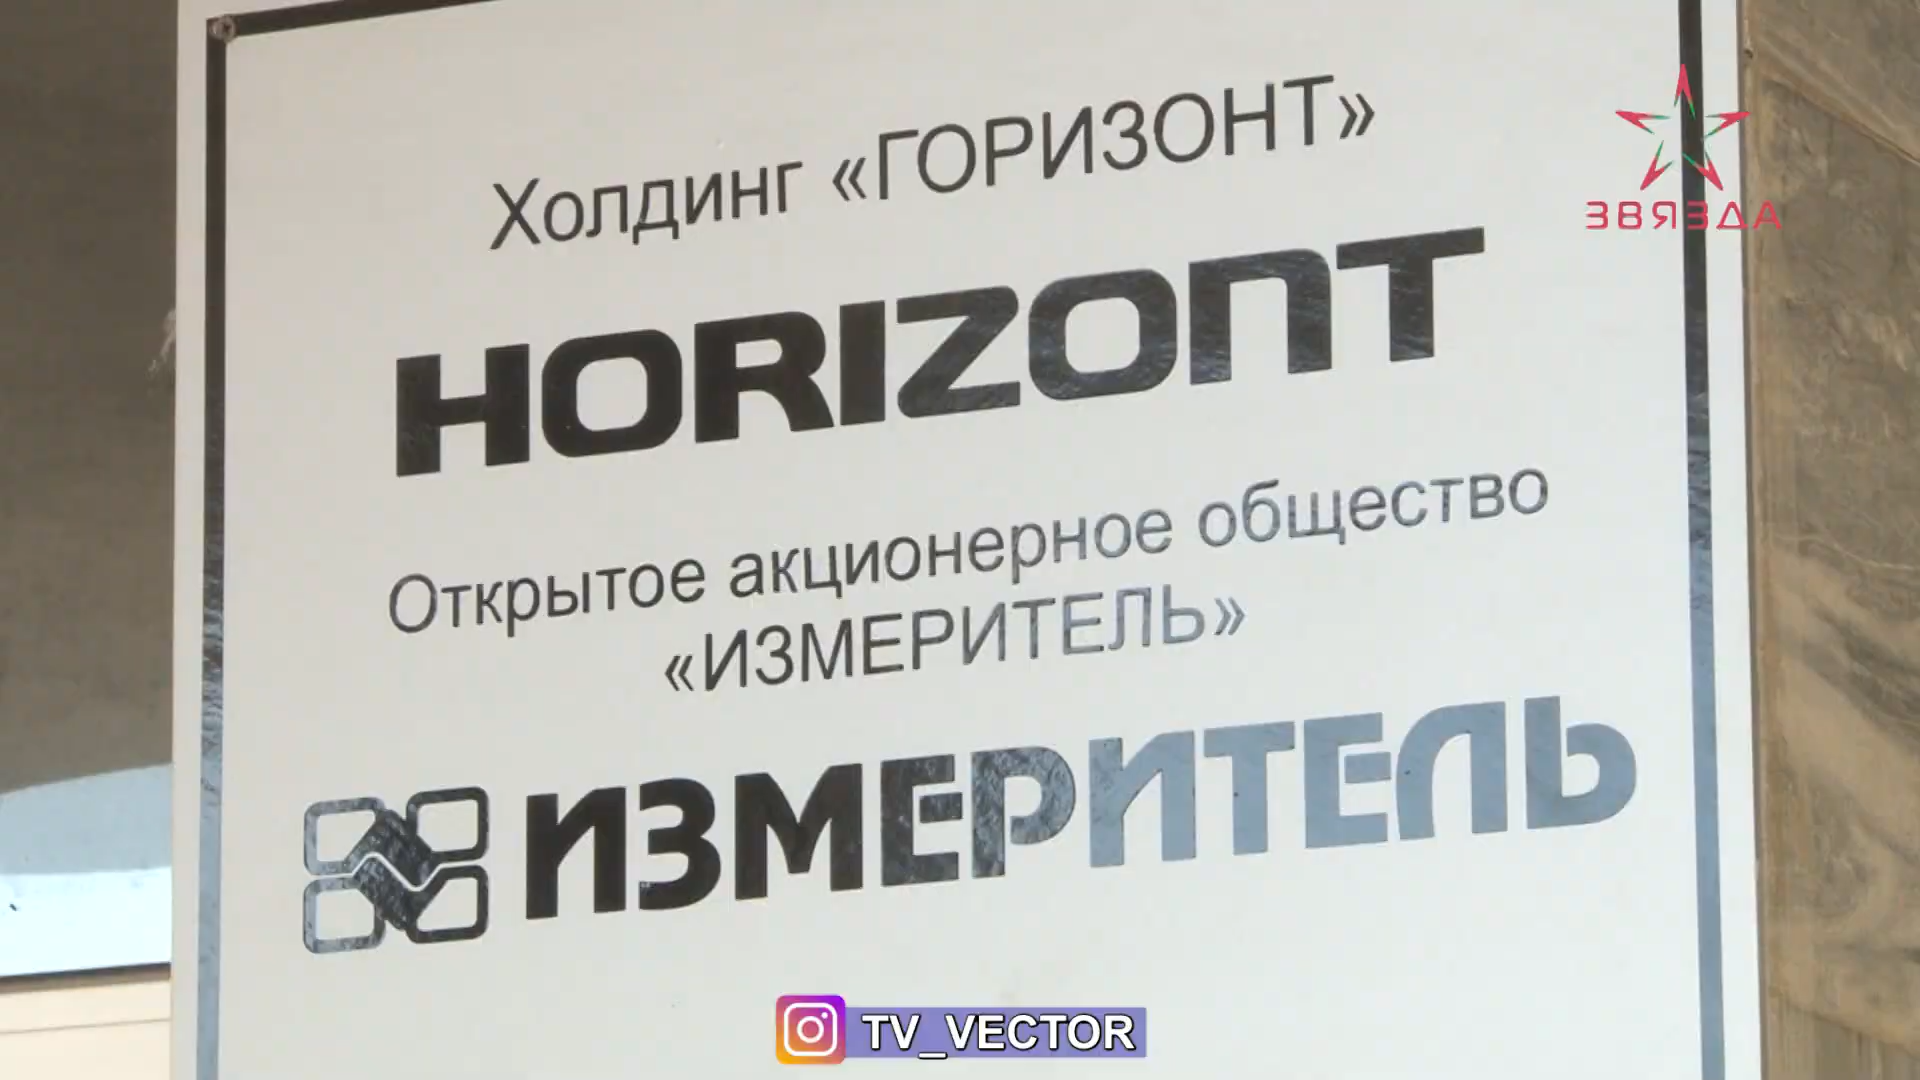 Холдинг «ГОРИЗОНТ»
ЗВЯЗДА
HORIZONT
Открытое акционерное общество
«ИЗМЕРИТЕЛЬ»
ИЗМЕРИТЕЛЬ
TV_VECTOR